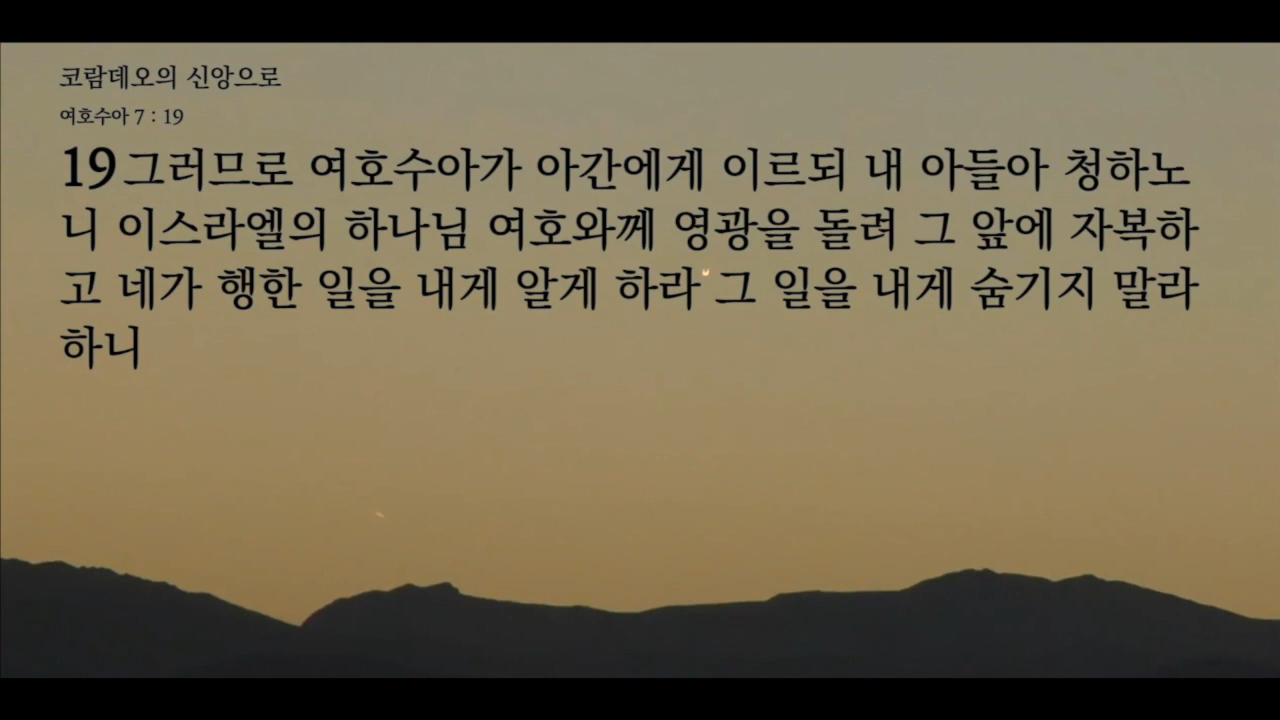 코람데오의 신앙으로
여호수아 7 : 19
19 그러므로 여호수아가 아간에게 이르되 내 아들아 청하노
니 이스라엘의 하나님 여호와께 영광을 돌려 그 앞에 자복하
고 네가 행한 일을 내게 알게 하라 그 일을 내게 숨기지 말라
하니